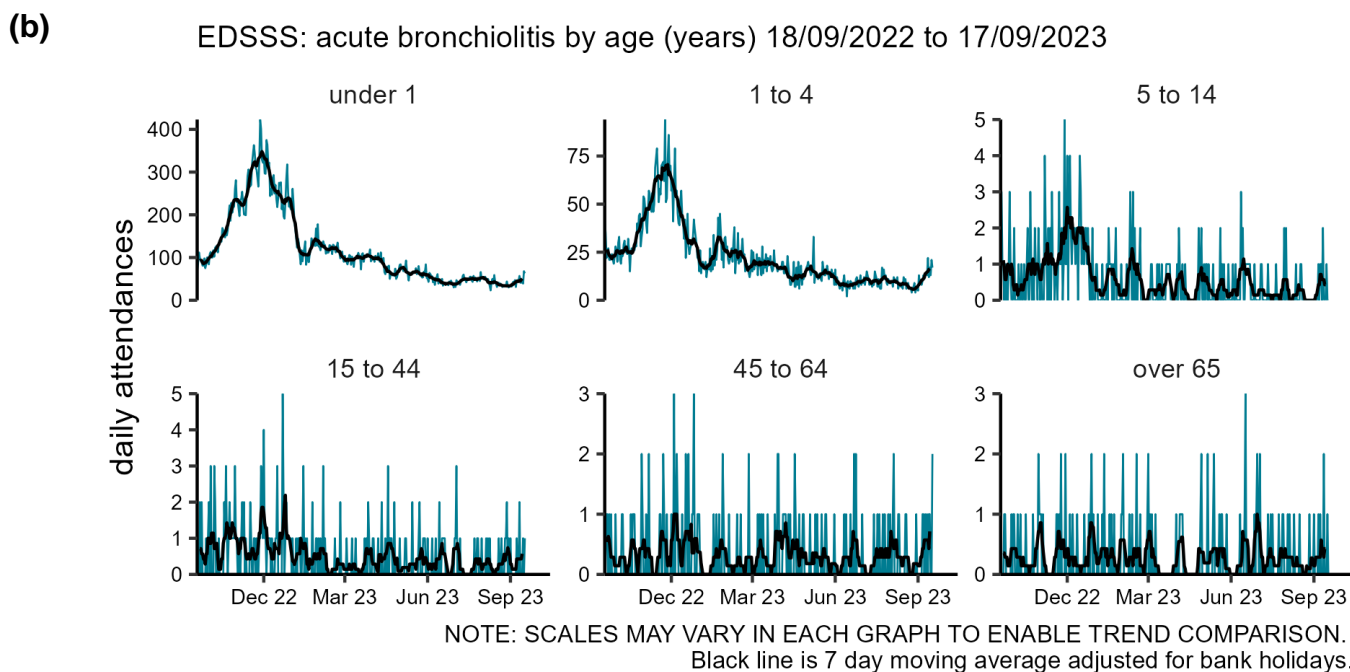 (b)
EDSSS: acute bronchiolitis by age (years) 18/09/2022 to 17/09/2023
under 1
1 to 4
5 to 14
400
300
200
100
0
75
50
25
0
5
4
3
2
1
0
daily attendances
15 to 44
45 to 64
over 65
5
4
3
2
1
0
3
2
1
0
3
2
1
0
Dec 22 Mar 23 Jun 23 Sep 23
Dec 22 Mar 23 Jun 23 Sep 23
Dec 22 Mar 23 Jun 23 Sep 23
NOTE: SCALES MAY VARY IN EACH GRAPH TO ENABLE TREND COMPARISON.
Black line is 7 day moving average adjusted for bank holidays.